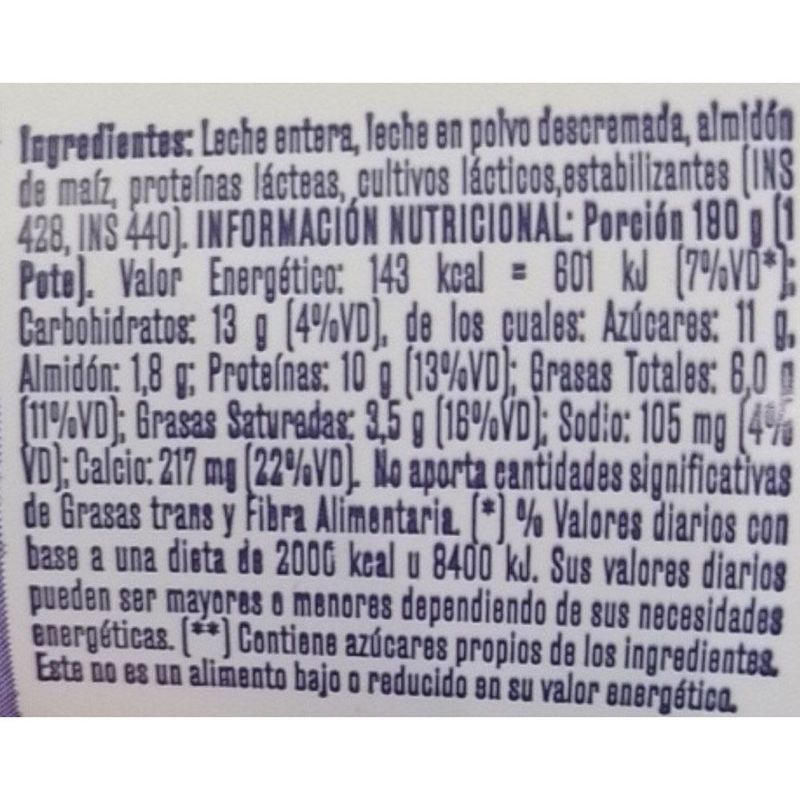 Ingredientes: Leche entera, leche en polvo descremada, almidón
de maíz, proteínas lácteas, cultivos lácticos,estabilizantes (INS
428, INS 440). INFORMACIÓN NUTRICIONAL: Porción 180 g (1
Pote). Valor Energético: 143 kcal = 601 kJ (7%VD*);
Carbohidratos: 13 g (4%VD), de los cuales: Azúcares: 11 g,
Almidón: 1,8 g; Proteínas: 10 g (13%VD); Grasas Totales: 6,0 g
(11%VD); Grasas Saturadas: 3,5 g (16%VD); Sodio: 105 mg (4%
VD); Calcio: 217 mg (22%VD). No aporta cantidades significativas
de Grasas trans y Fibra Alimentaria. (*) % Valores diarios con
base a una dieta de 2000 kcal u 8400 kJ. Sus valores diarios
pueden ser mayores o menores dependiendo de sus necesidades
energéticas. (**) Contiene azúcares propios de los ingredientes.
Este no es un alimento bajo o reducido en su valor energético.